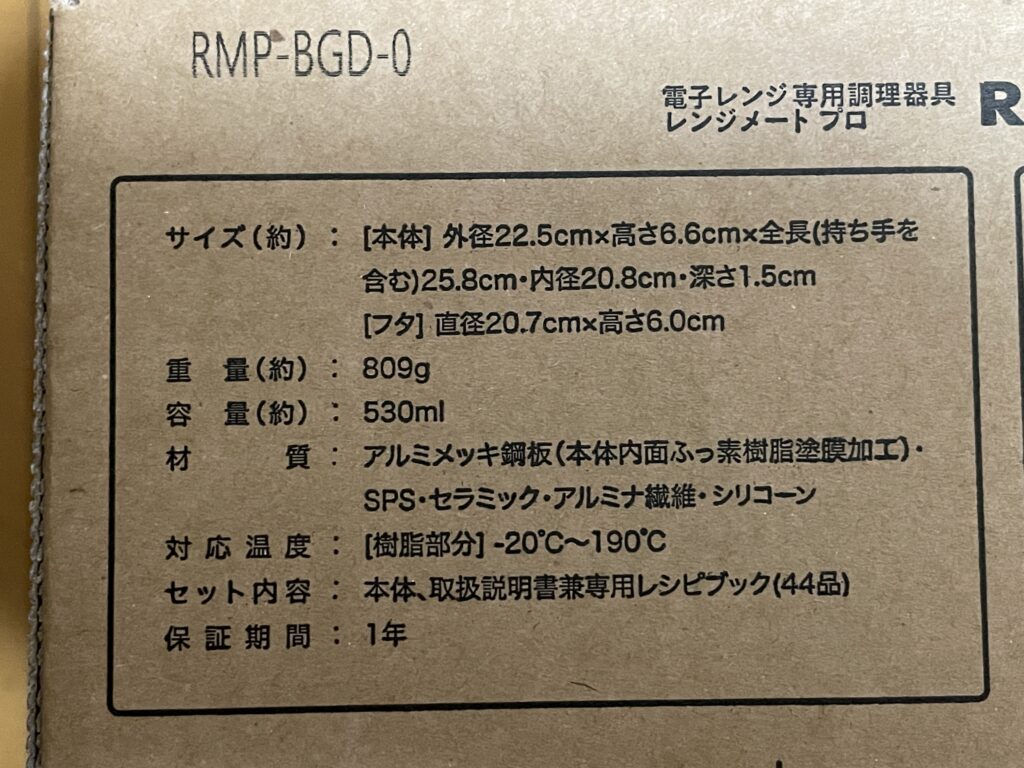 RMP-BGD-0
電子レンジ専用調理器具
レンジメート プロ
R
サイズ(約) : [本体] 外径22.5cm×高さ6.6cm×全長(持ち手を
含む)25.8cm・内径20.8cm・深さ1.5cm
[フタ] 直径20.7cm×高さ6.0cm
重量(約) : 809g
容量(約) : 530ml
材質 : アルミメッキ鋼板(本体内面ふっ素樹脂塗膜加工)・
SPS・セラミック・アルミナ繊維・シリコーン
対応温度 : [樹脂部分] -20℃〜190℃
セット内容 : 本体、取扱説明書兼専用レシピブック(44品)
保証期間 : 1年